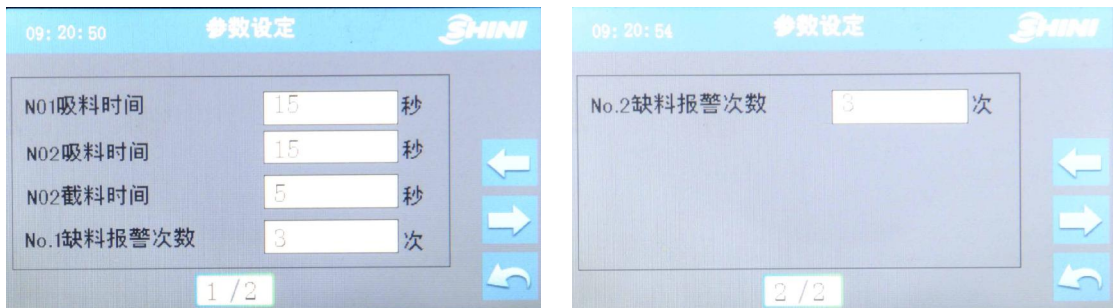 09:20:50 参数设定 SHINI
N01吸料时间 15 秒
N02吸料时间 15 秒
N02截料时间 5 秒
No.1缺料报警次数 3 次
1/2
09:20:54 参数设定 SHINI
No.2缺料报警次数 3 次
2/2